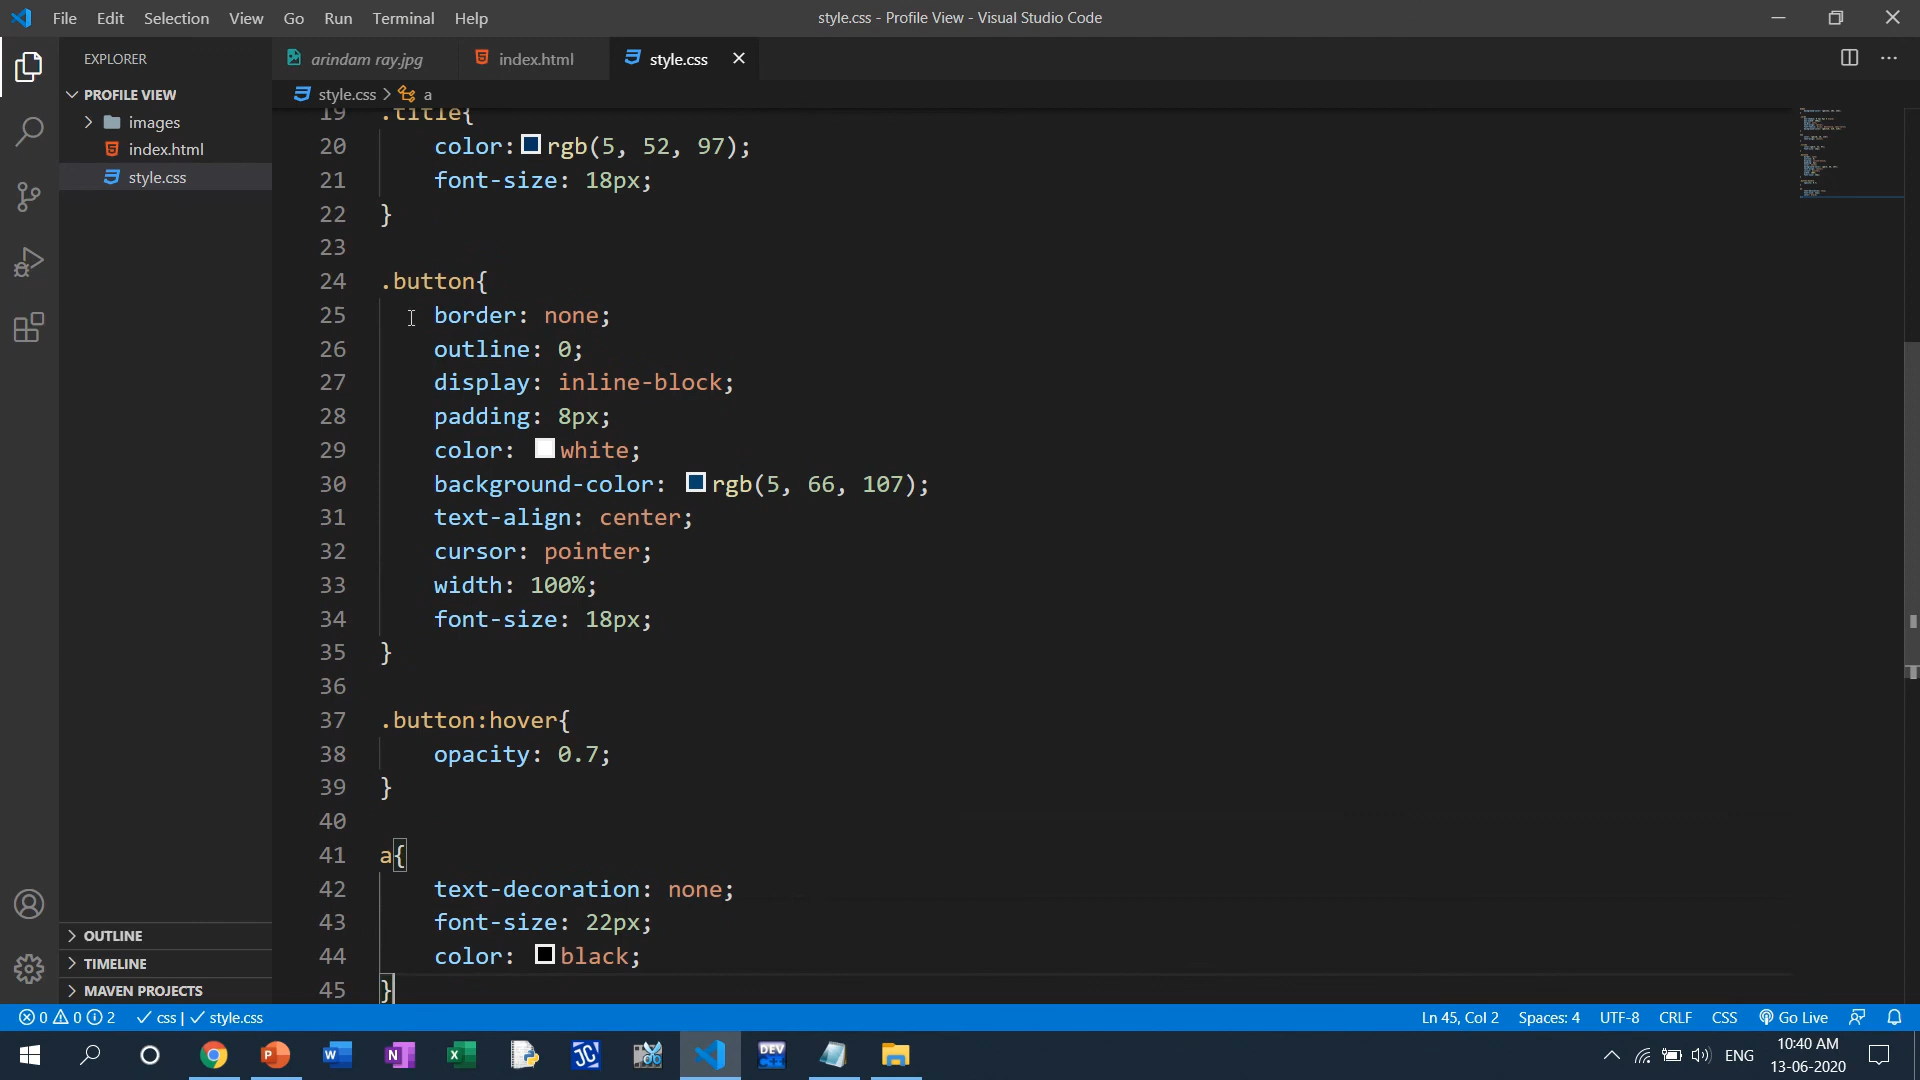 File Edit Selection View Go Run Terminal Help
style.css - Profile View - Visual Studio Code
EXPLORER
arindam ray.jpg
index.html
style.css
PROFILE VIEW
images
index.html
style.css
style.css > a
19 .title{
20 color: rgb(5, 52, 97);
21 font-size: 18px;
22 }
23
24 .button{
25 border: none;
26 outline: 0;
27 display: inline-block;
28 padding: 8px;
29 color: white;
30 background-color: rgb(5, 66, 107);
31 text-align: center;
32 cursor: pointer;
33 width: 100%;
34 font-size: 18px;
35 }
36
37 .button:hover{
38 opacity: 0.7;
39 }
40
41 a{
42 text-decoration: none;
43 font-size: 22px;
44 color: black;
45 }
OUTLINE
TIMELINE
MAVEN PROJECTS
0 0 2 ✓ css | ✓ style.css
Ln 45, Col 2 Spaces: 4 UTF-8 CRLF CSS Go Live
DEV
ENG
10:40 AM
13-06-2020